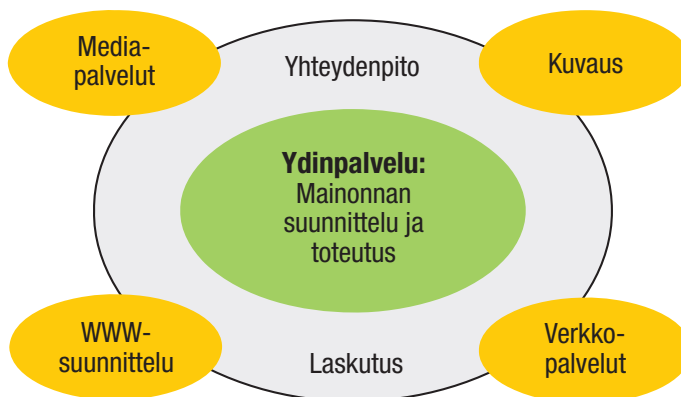 Media-
palvelut
Yhteydenpito
Kuvaus
Ydinpalvelu:
Mainonnan
suunnittelu ja
toteutus
WWW-
suunnittelu
Laskutus
Verkko-
palvelut